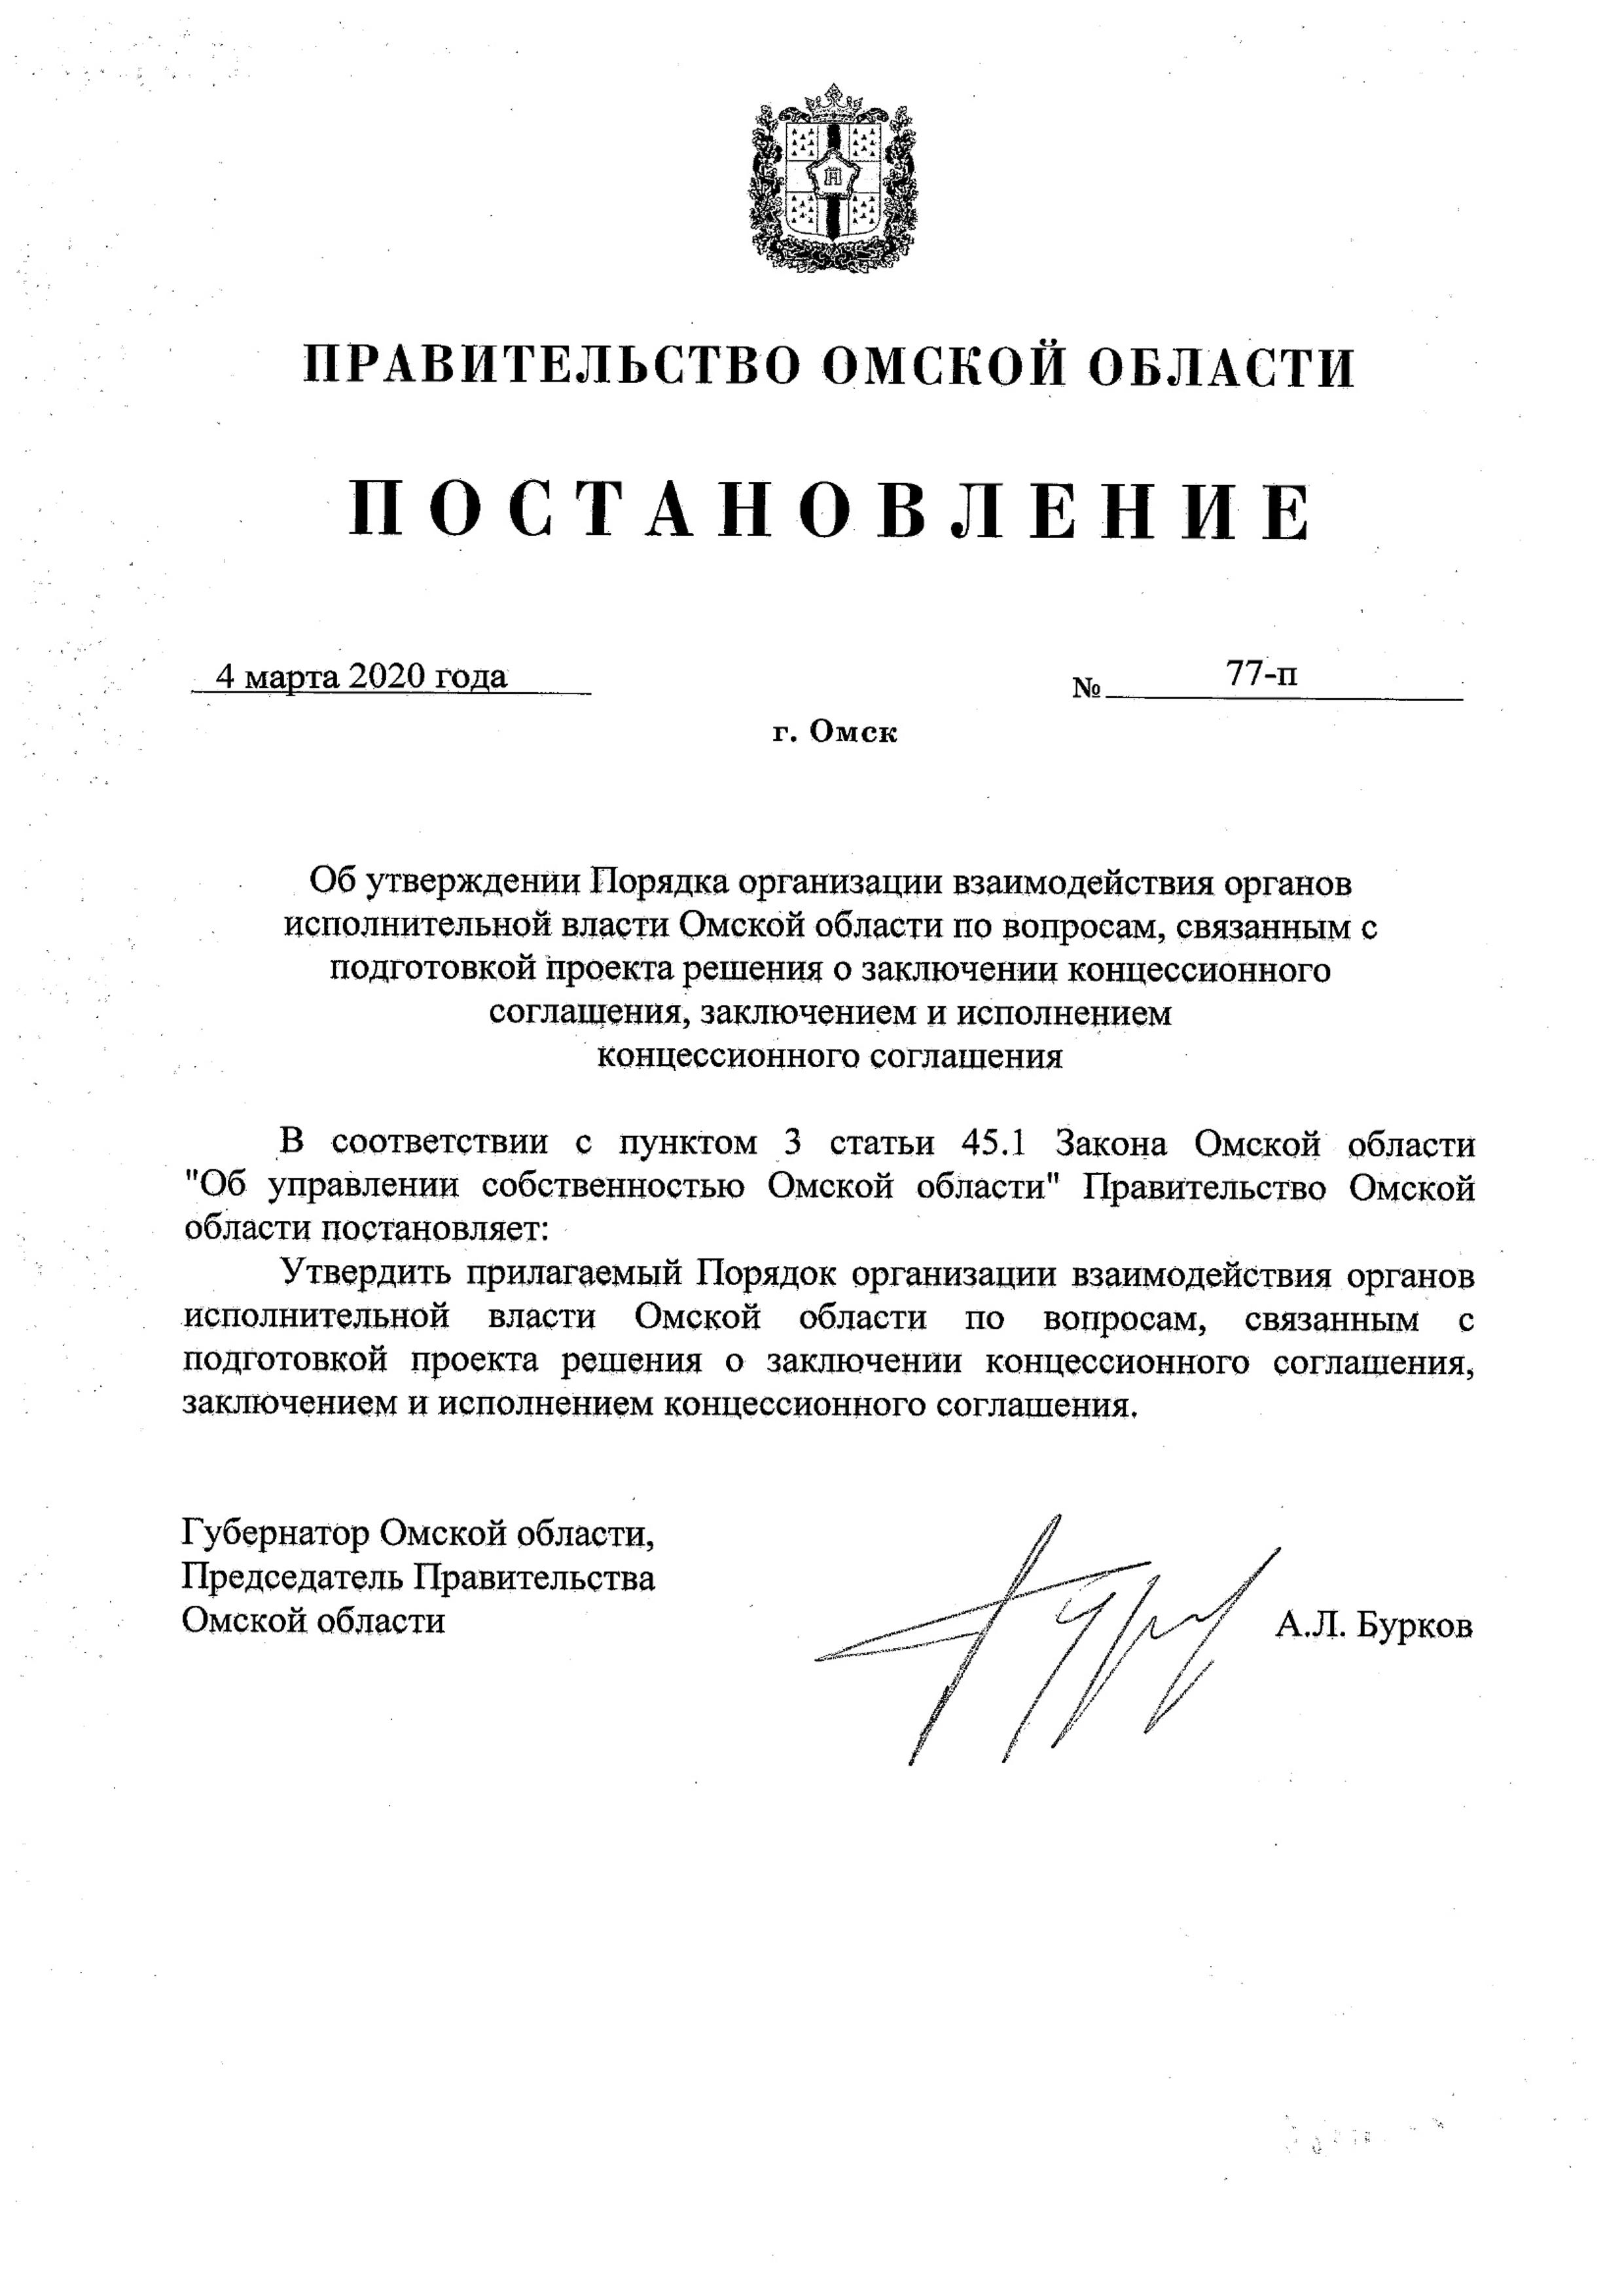 ПРАВИТЕЛЬСТВО ОМСКОЙ ОБЛАСТИ
ПОСТАНОВЛЕНИЕ
4 марта 2020 года
№ 77-п
г. Омск
Об утверждении Порядка организации взаимодействия органов
исполнительной власти Омской области по вопросам, связанным с
подготовкой проекта решения о заключении концессионного
соглашения, заключением и исполнением
концессионного соглашения
В соответствии с пунктом 3 статьи 45.1 Закона Омской области
"Об управлении собственностью Омской области" Правительство Омской
области постановляет:
Утвердить прилагаемый Порядок организации взаимодействия органов
исполнительной власти Омской области по вопросам, связанным с
подготовкой проекта решения о заключении концессионного соглашения,
заключением и исполнением концессионного соглашения.
Губернатор Омской области,
Председатель Правительства
Омской области
А.Л. Бурков